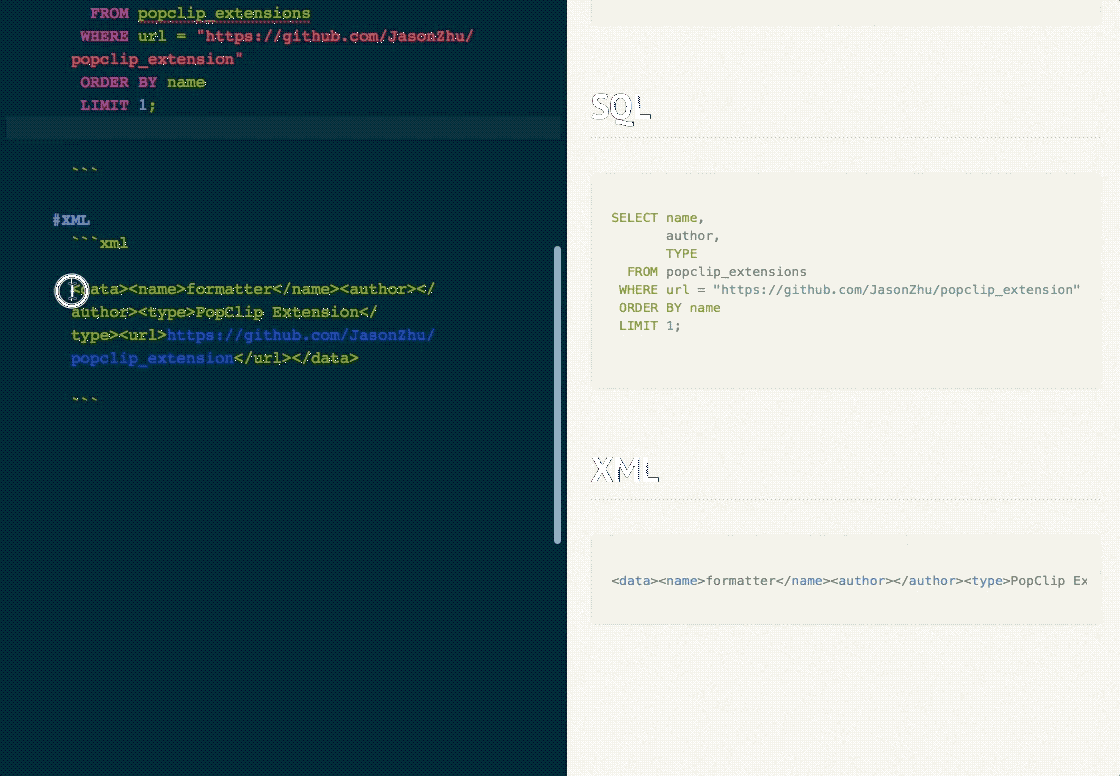 FROM popclip_extensions
WHERE url = "https://github.com/JasonZhu/
popclip_extension"
ORDER BY name
LIMIT 1;
```
#XML
```xml
<data><name>formatter</name><author></
author><type>PopClip Extension</
type><url>https://github.com/JasonZhu/
popclip_extension</url></data>
```
SQL
SELECT name,
author,
TYPE
FROM popclip_extensions
WHERE url = "https://github.com/JasonZhu/popclip_extension"
ORDER BY name
LIMIT 1;
XML
<data><name>formatter</name><author></author><type>PopClip Ex